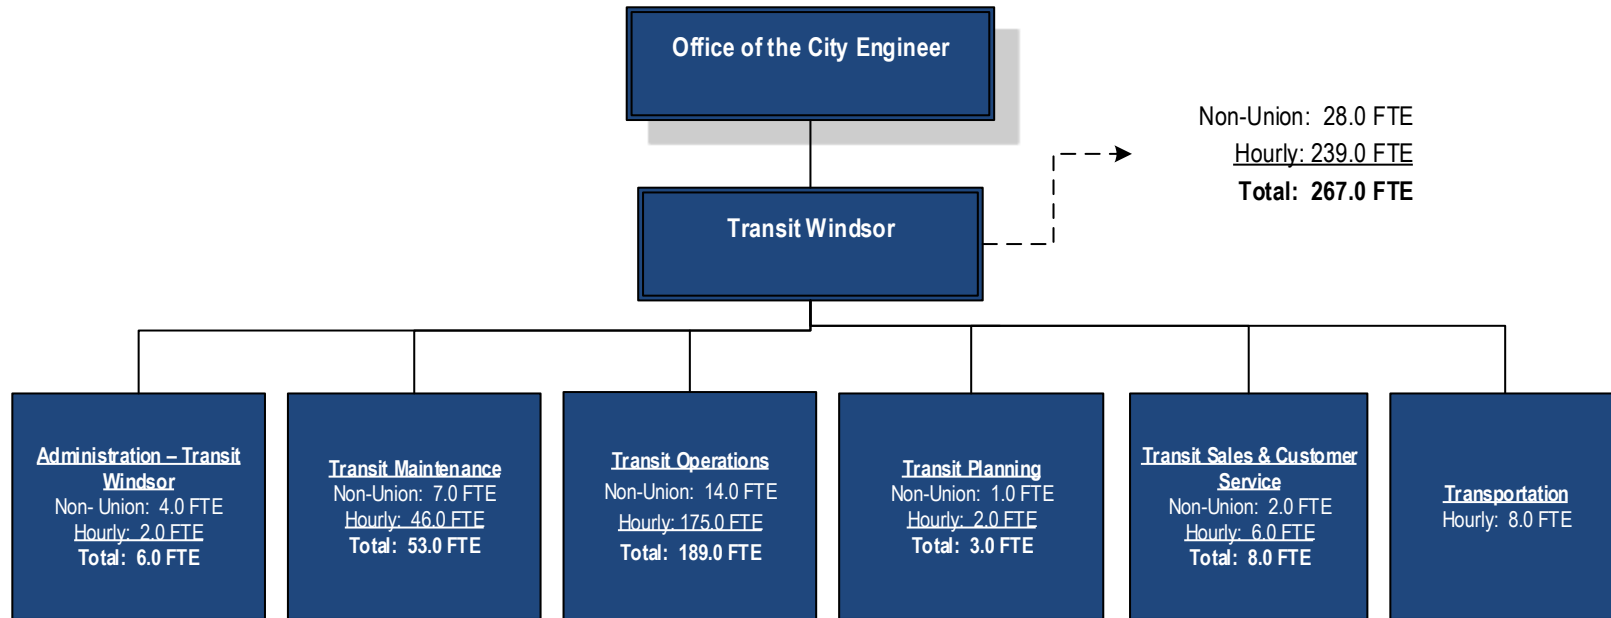 Office of the City Engineer
Non-Union: 28.0 FTE
Hourly: 239.0 FTE
Total: 267.0 FTE
Transit Windsor
Administration – Transit
Windsor
Non- Union: 4.0 FTE
Hourly: 2.0 FTE
Total: 6.0 FTE
Transit Maintenance
Non-Union: 7.0 FTE
Hourly: 46.0 FTE
Total: 53.0 FTE
Transit Operations
Non-Union: 14.0 FTE
Hourly: 175.0 FTE
Total: 189.0 FTE
Transit Planning
Non-Union: 1.0 FTE
Hourly: 2.0 FTE
Total: 3.0 FTE
Transit Sales & Customer
Service
Non-Union: 2.0 FTE
Hourly: 6.0 FTE
Total: 8.0 FTE
Transportation
Hourly: 8.0 FTE